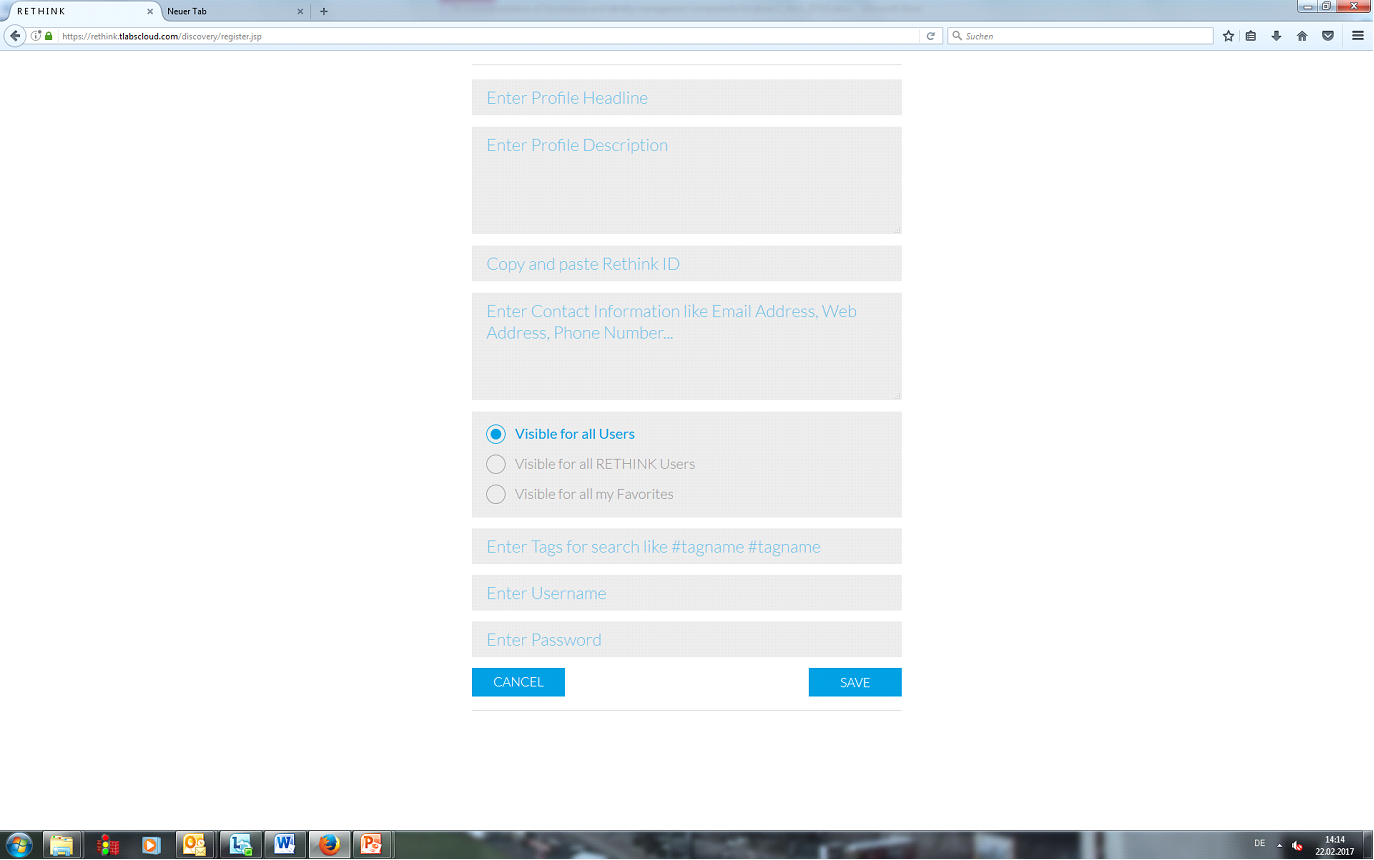 RETHINK
Neuer Tab
https://rethink.tlabscloud.com/discovery/register.jsp
Suchen
Enter Profile Headline
Enter Profile Description
Copy and paste Rethink ID
Enter Contact Information like Email Address, Web
Address, Phone Number...
Visible for all Users
Visible for all RETHINK Users
Visible for all my Favorites
Enter Tags for search like #tagname #tagname
Enter Username
Enter Password
CANCEL
SAVE
DE
14:14
22.02.2017